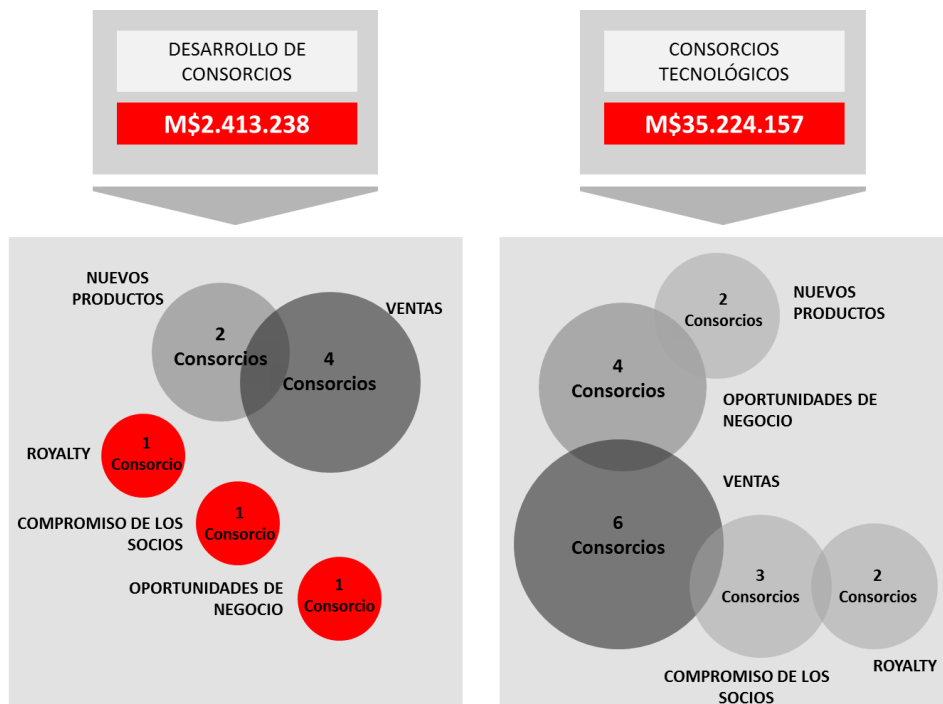 DESARROLLO DE
CONSORCIOS
M$2.413.238
NUEVOS
PRODUCTOS
2
Consorcios
VENTAS
4
Consorcios
ROYALTY
1
Consorcio
COMPROMISO DE LOS
SOCIOS
1
Consorcio
OPORTUNIDADES DE
NEGOCIO
1
Consorcio
CONSORCIOS
TECNOLÓGICOS
M$35.224.157
2
Consorcios
NUEVOS
PRODUCTOS
4
Consorcios
OPORTUNIDADES DE
NEGOCIO
VENTAS
6
Consorcios
3
Consorcios
COMPROMISO DE LOS
SOCIOS
2
Consorcios
ROYALTY